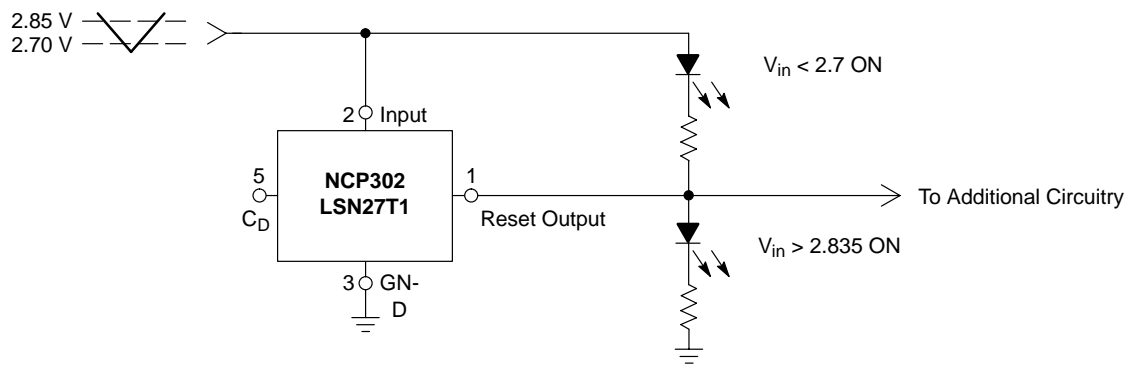 2.85 V
2.70 V
Vin < 2.7 ON
2 Input
5
CD
NCP302
LSN27T1
1
Reset Output
To Additional Circuitry
Vin > 2.835 ON
3 GN-
D